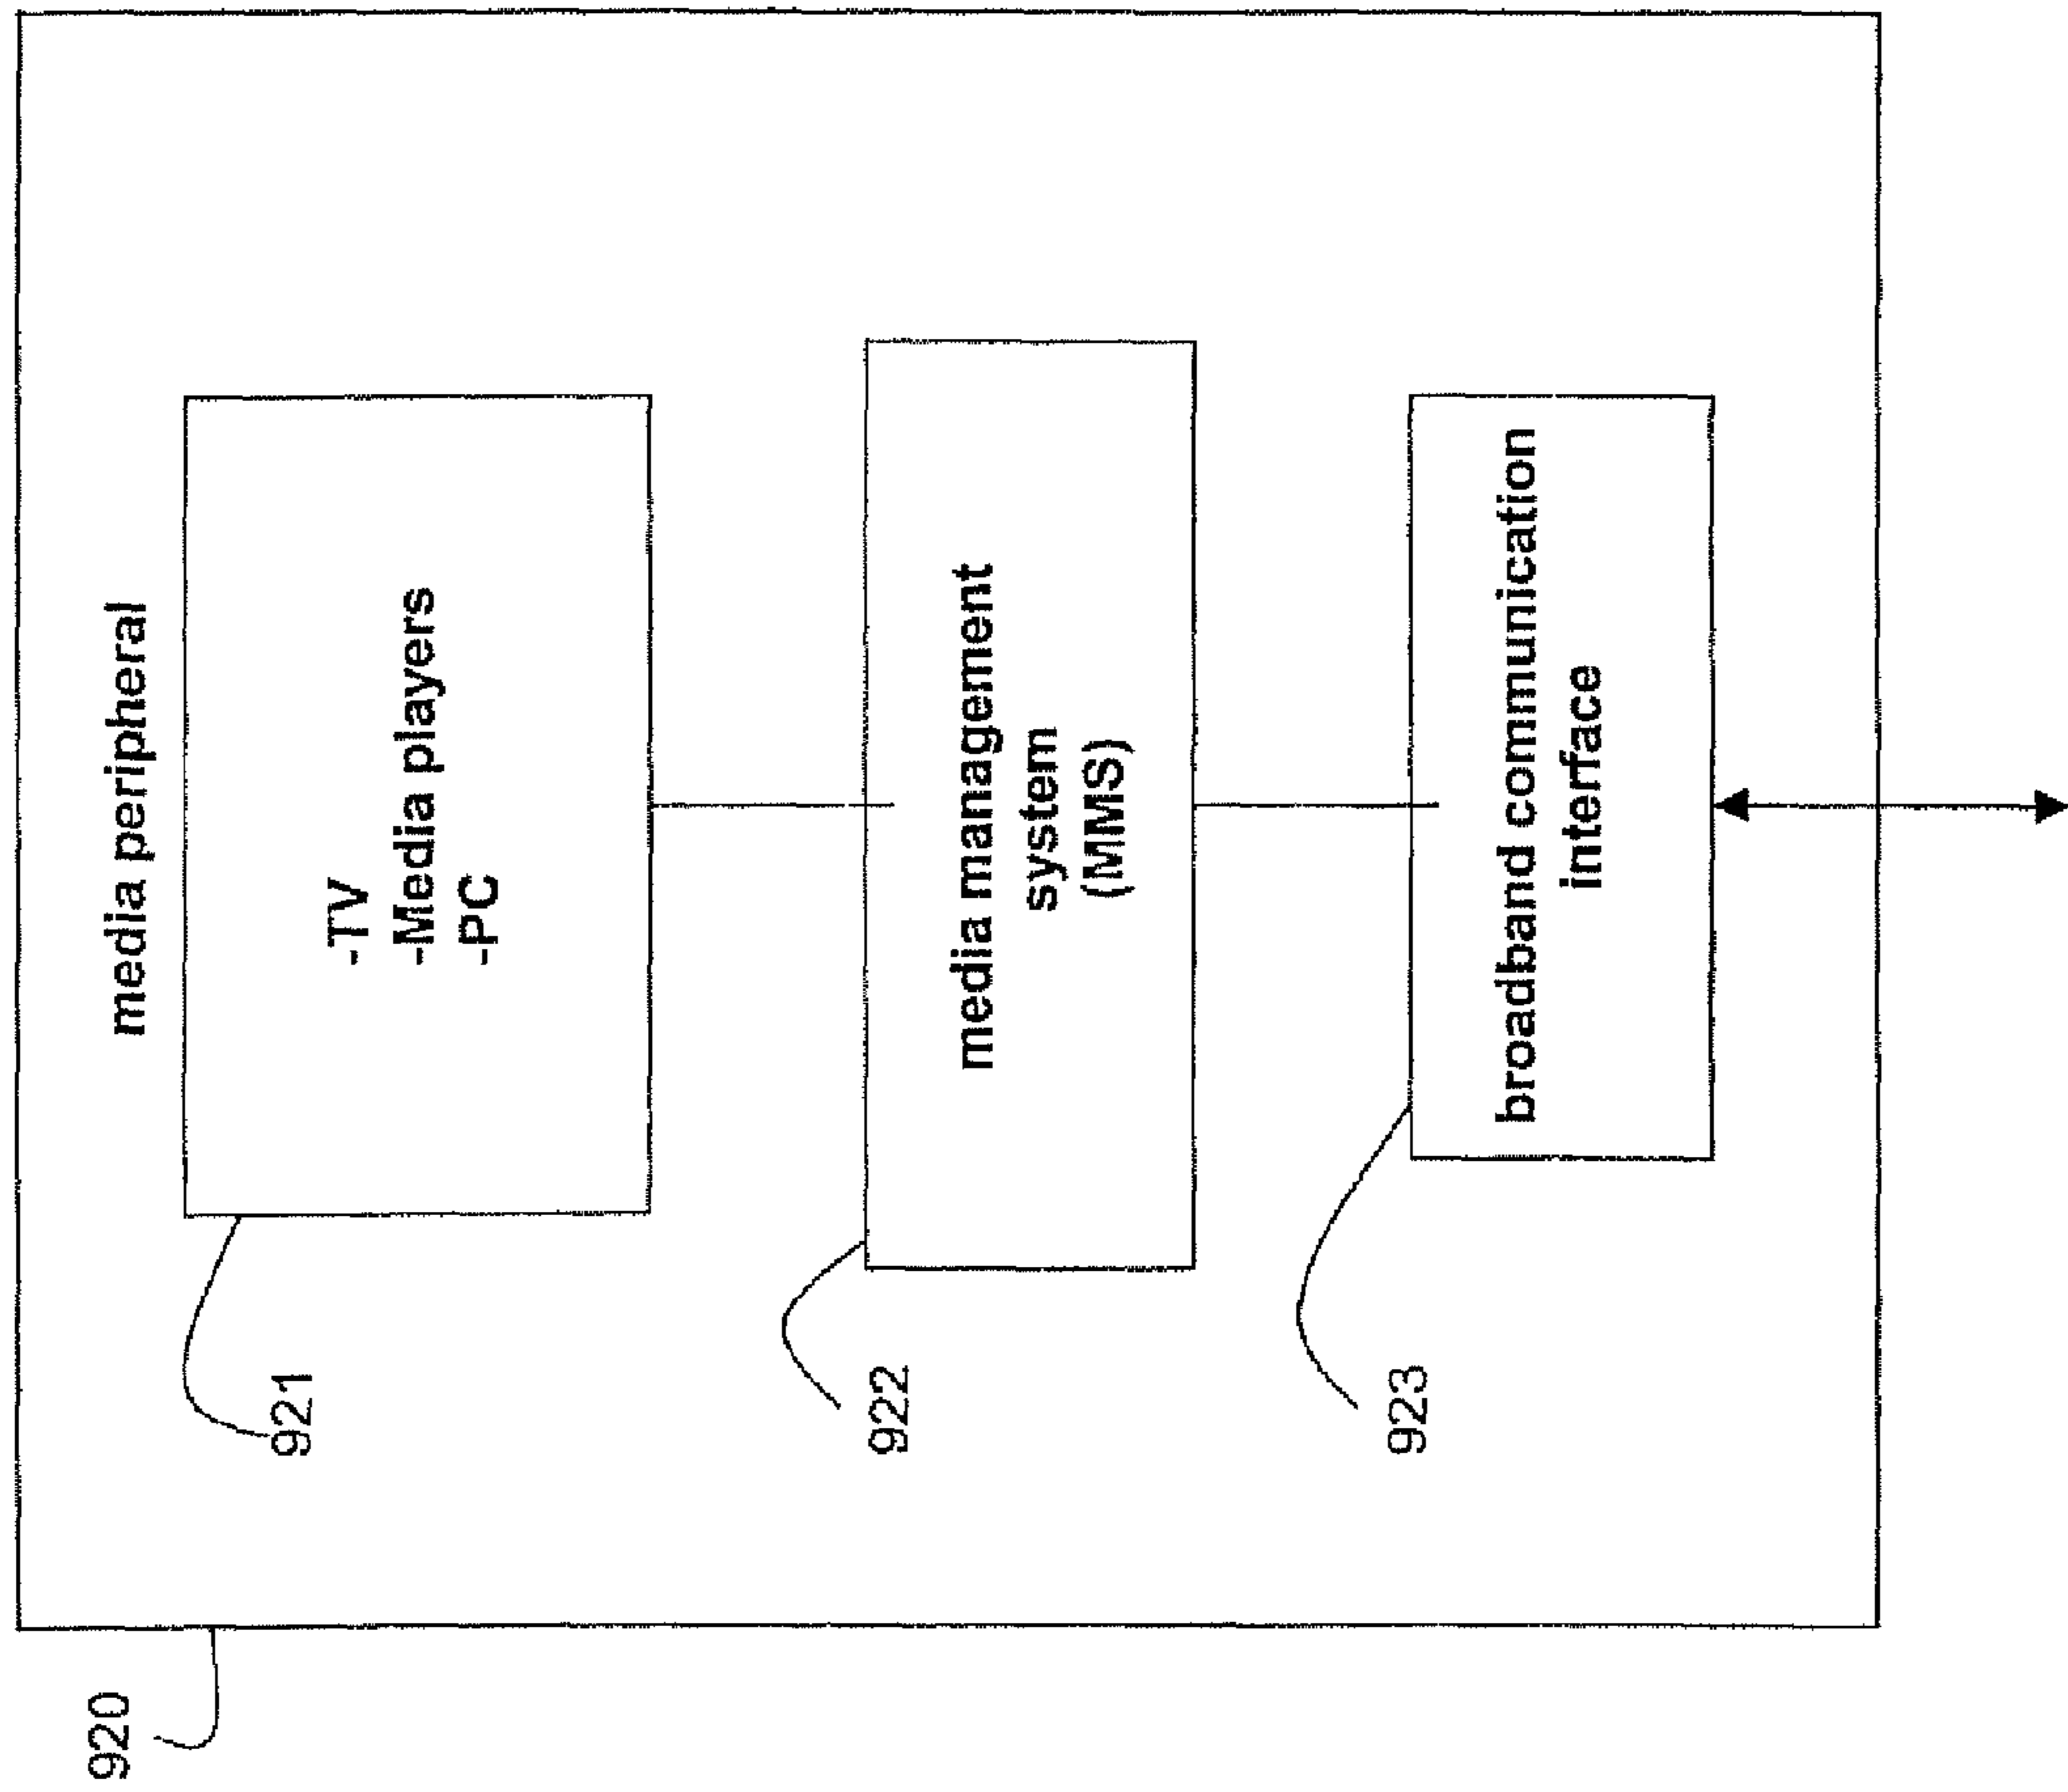 media peripheral
-TV
-Media players
-PC
921
media management
system
(MMS)
922
broadband communication
interface
923
920